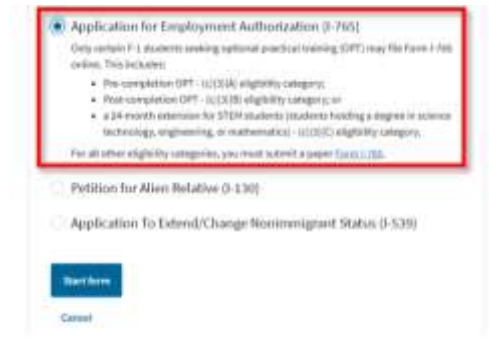 Application for Employment Authorization (I-765)
Only certain F-1 students seeking optional practical training (OPT) may file Form I-765
online. This includes:
Pre-completion OPT - (c)(3)(A) eligibility category;
Post-completion OPT - (c)(3)(B) eligibility category; or
a 24-month extension for STEM students (students holding a degree in science
technology, engineering, or mathematics) - (c)(3)(C) eligibility category.
For all other eligibility categories, you must submit a paper Form I-765.
Petition for Alien Relative (I-130)
Application To Extend/Change Nonimmigrant Status (I-539)
Start form
Cancel